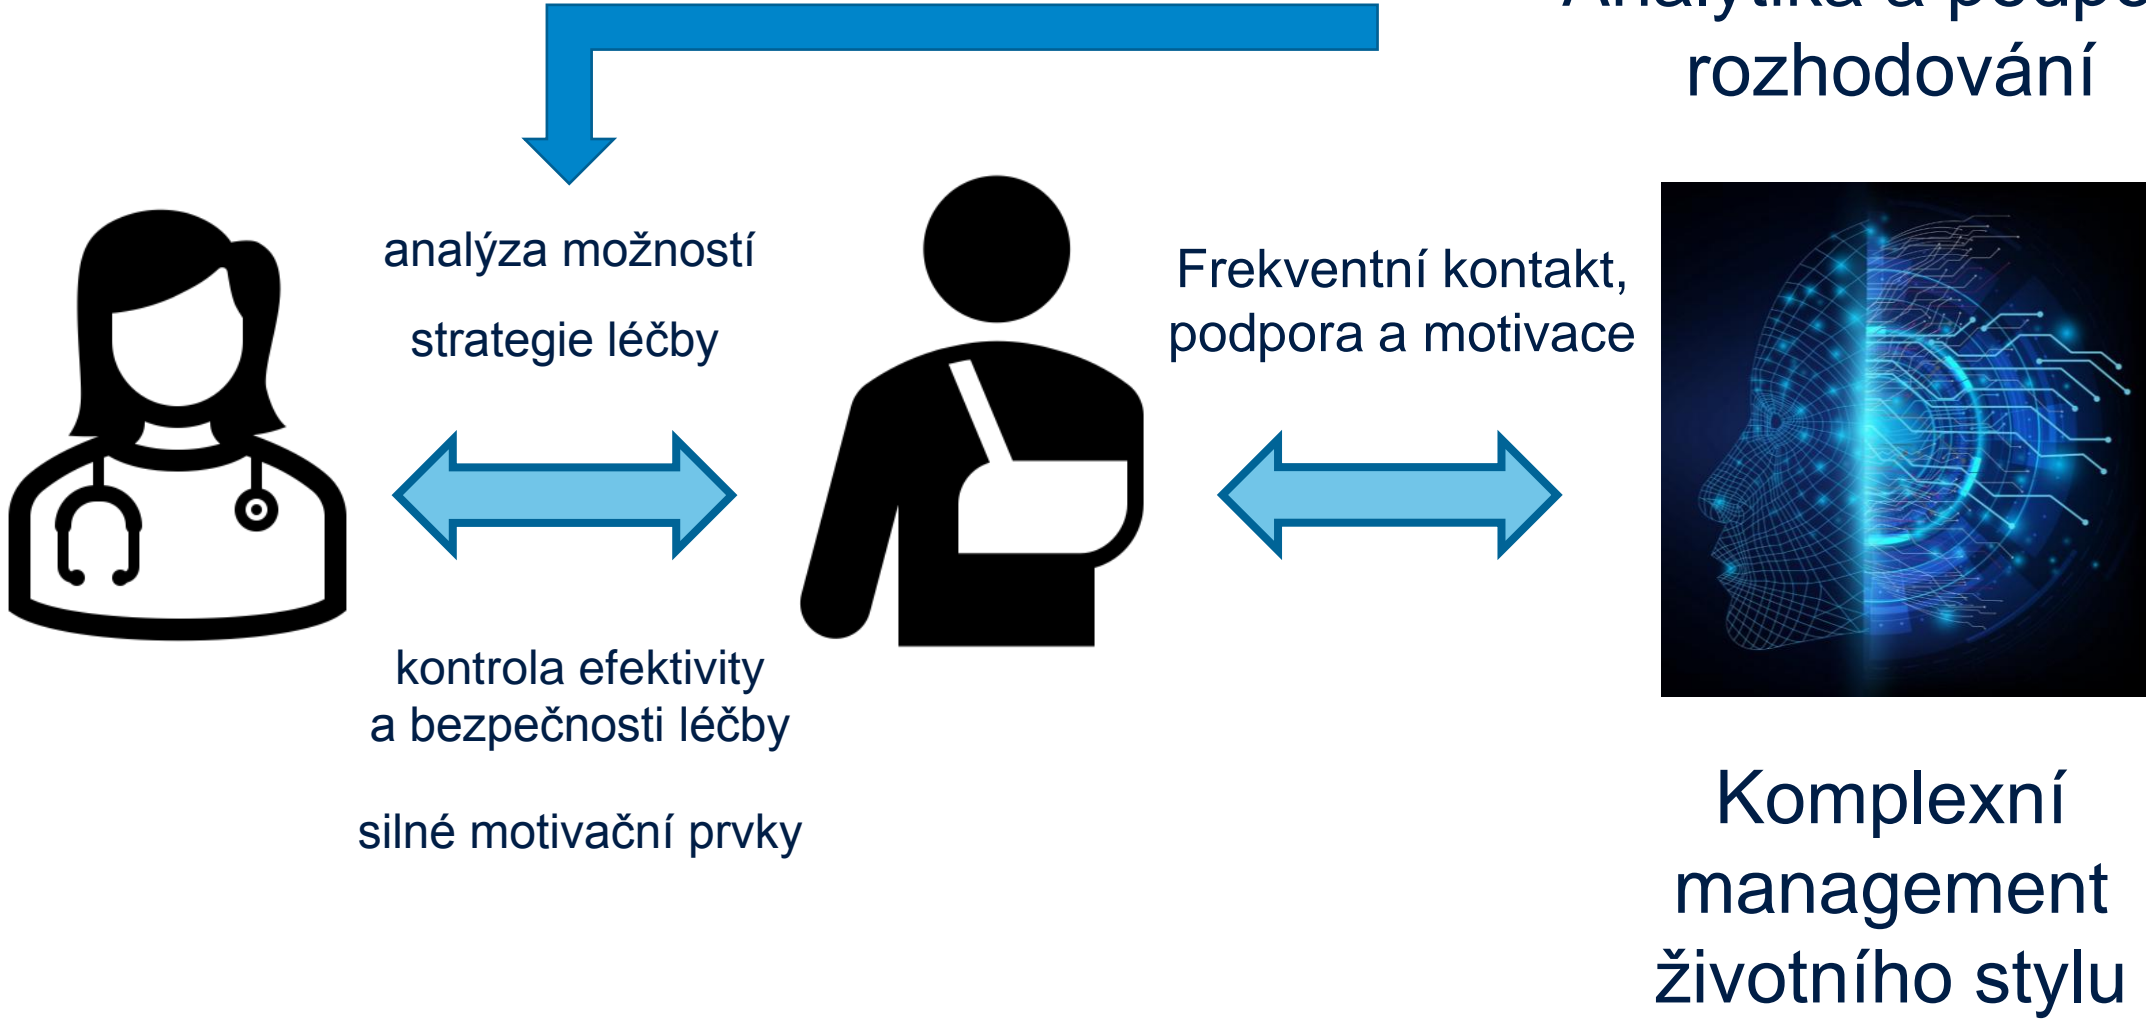 Analytika a
rozhodování
analýza možností
strategie léčby
Frekventní kontakt,
podpora a motivace
kontrola efektivity
a bezpečnosti léčby
silné motivační prvky
Komplexní
management
životního stylu